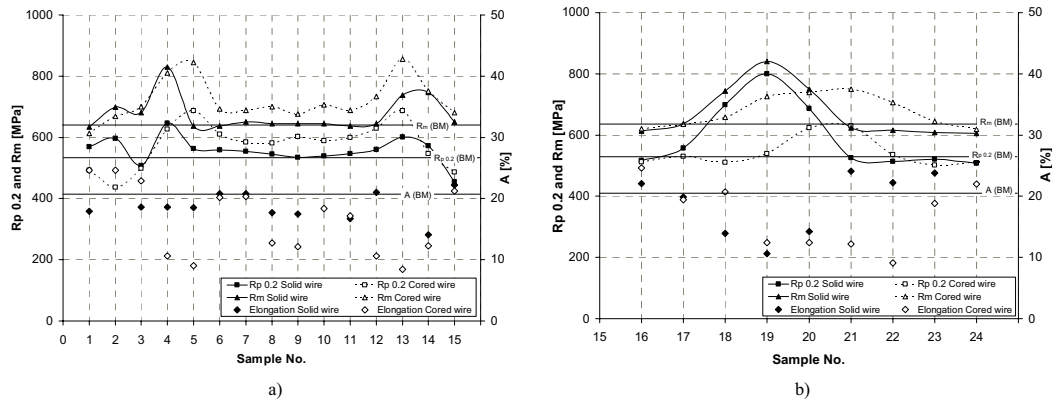 1000
800
600
400
200
0
Rp 0.2 and Rm [MPa]
50
40
30
20
10
0
A [%]
Rm (BM)
Rp 0.2 (BM)
A (BM)
Rp 0.2 Solid wire Rp 0.2 Cored wire
Rm Solid wire Rm Cored wire
Elongation Solid wire Elongation Cored wire
0 1 2 3 4 5 6 7 8 9 10 11 12 13 14 15
Sample No.
a)
1000
800
600
400
200
0
Rp 0.2 and Rm [MPa]
50
40
30
20
10
0
A [%]
Rm (BM)
Rp 0.2 (BM)
A (BM)
Rp 0.2 Solid wire Rp 0.2 Cored wire
Rm Solid wire Rm Cored wire
Elongation Solid wire Elongation Cored wire
15 16 17 18 19 20 21 22 23 24
Sample No.
b)